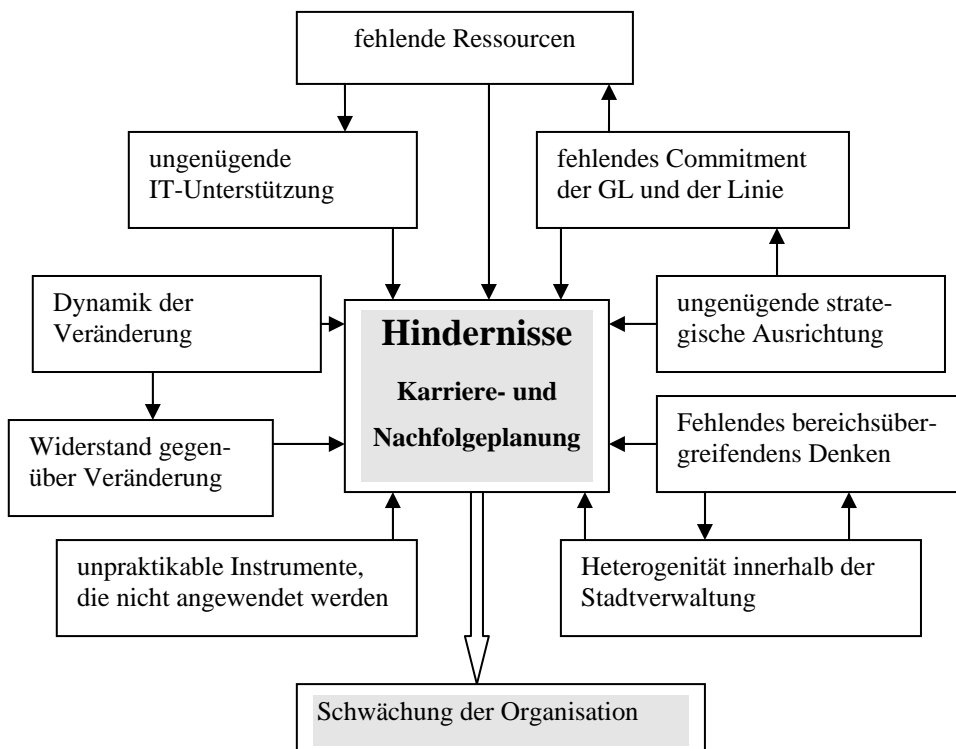 fehlende Ressourcen
ungenügende
IT-Unterstützung
fehlendes Commitment
der GL und der Linie
Dynamik der
Veränderung
Hindernisse
Karriere- und
Nachfolgeplanung
ungenügende strate-
gische Ausrichtung
Widerstand gegen-
über Veränderung
Fehlendes bereichsüber-
greifendens Denken
unpraktikable Instrumente,
die nicht angewendet werden
Heterogenität innerhalb der
Stadtverwaltung
Schwächung der Organisation